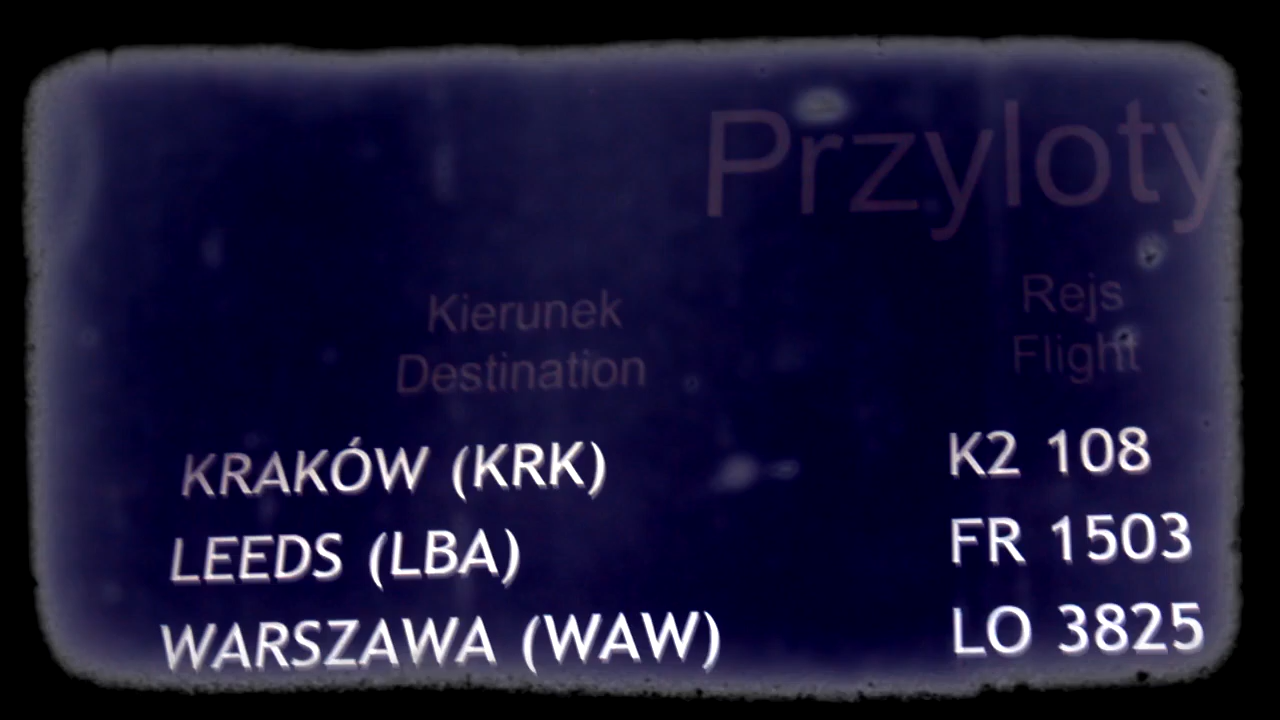 Przyloty
Kierunek Rejs
Destination Flight
KRAKÓW (KRK) K2 108
LEEDS (LBA) FR 1503
WARSZAWA (WAW) LO 3825